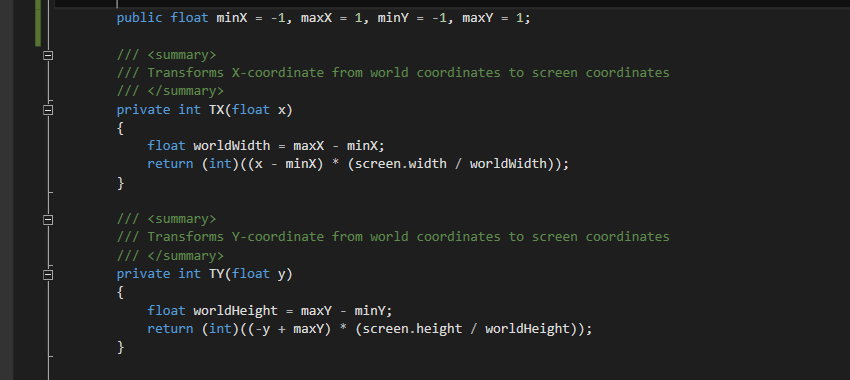 public float minX = -1, maxX = 1, minY = -1, maxY = 1;
/// <summary>
/// Transforms X-coordinate from world coordinates to screen coordinates
/// </summary>
private int TX(float x)
{
float worldWidth = maxX - minX;
return (int)((x - minX) * (screen.width / worldWidth));
}
/// <summary>
/// Transforms Y-coordinate from world coordinates to screen coordinates
/// </summary>
private int TY(float y)
{
float worldHeight = maxY - minY;
return (int)((-y + maxY) * (screen.height / worldHeight));
}